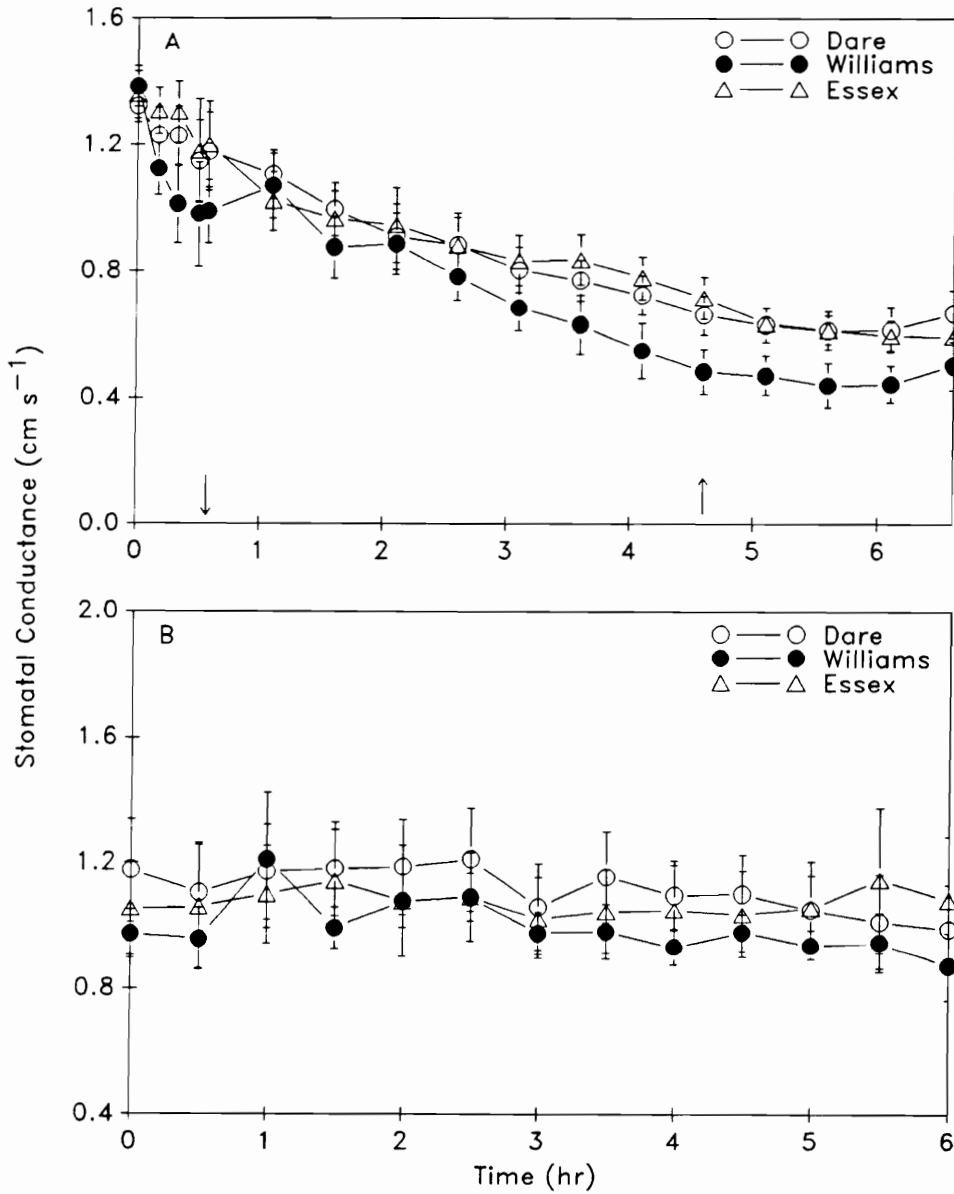 Stomatal Conductance (cm s⁻¹)
A
Dare
Williams
Essex
1.6
1.2
0.8
0.4
0.0
0 1 2 3 4 5 6
B
Dare
Williams
Essex
2.0
1.6
1.2
0.8
0.4
0 1 2 3 4 5 6
Time (hr)